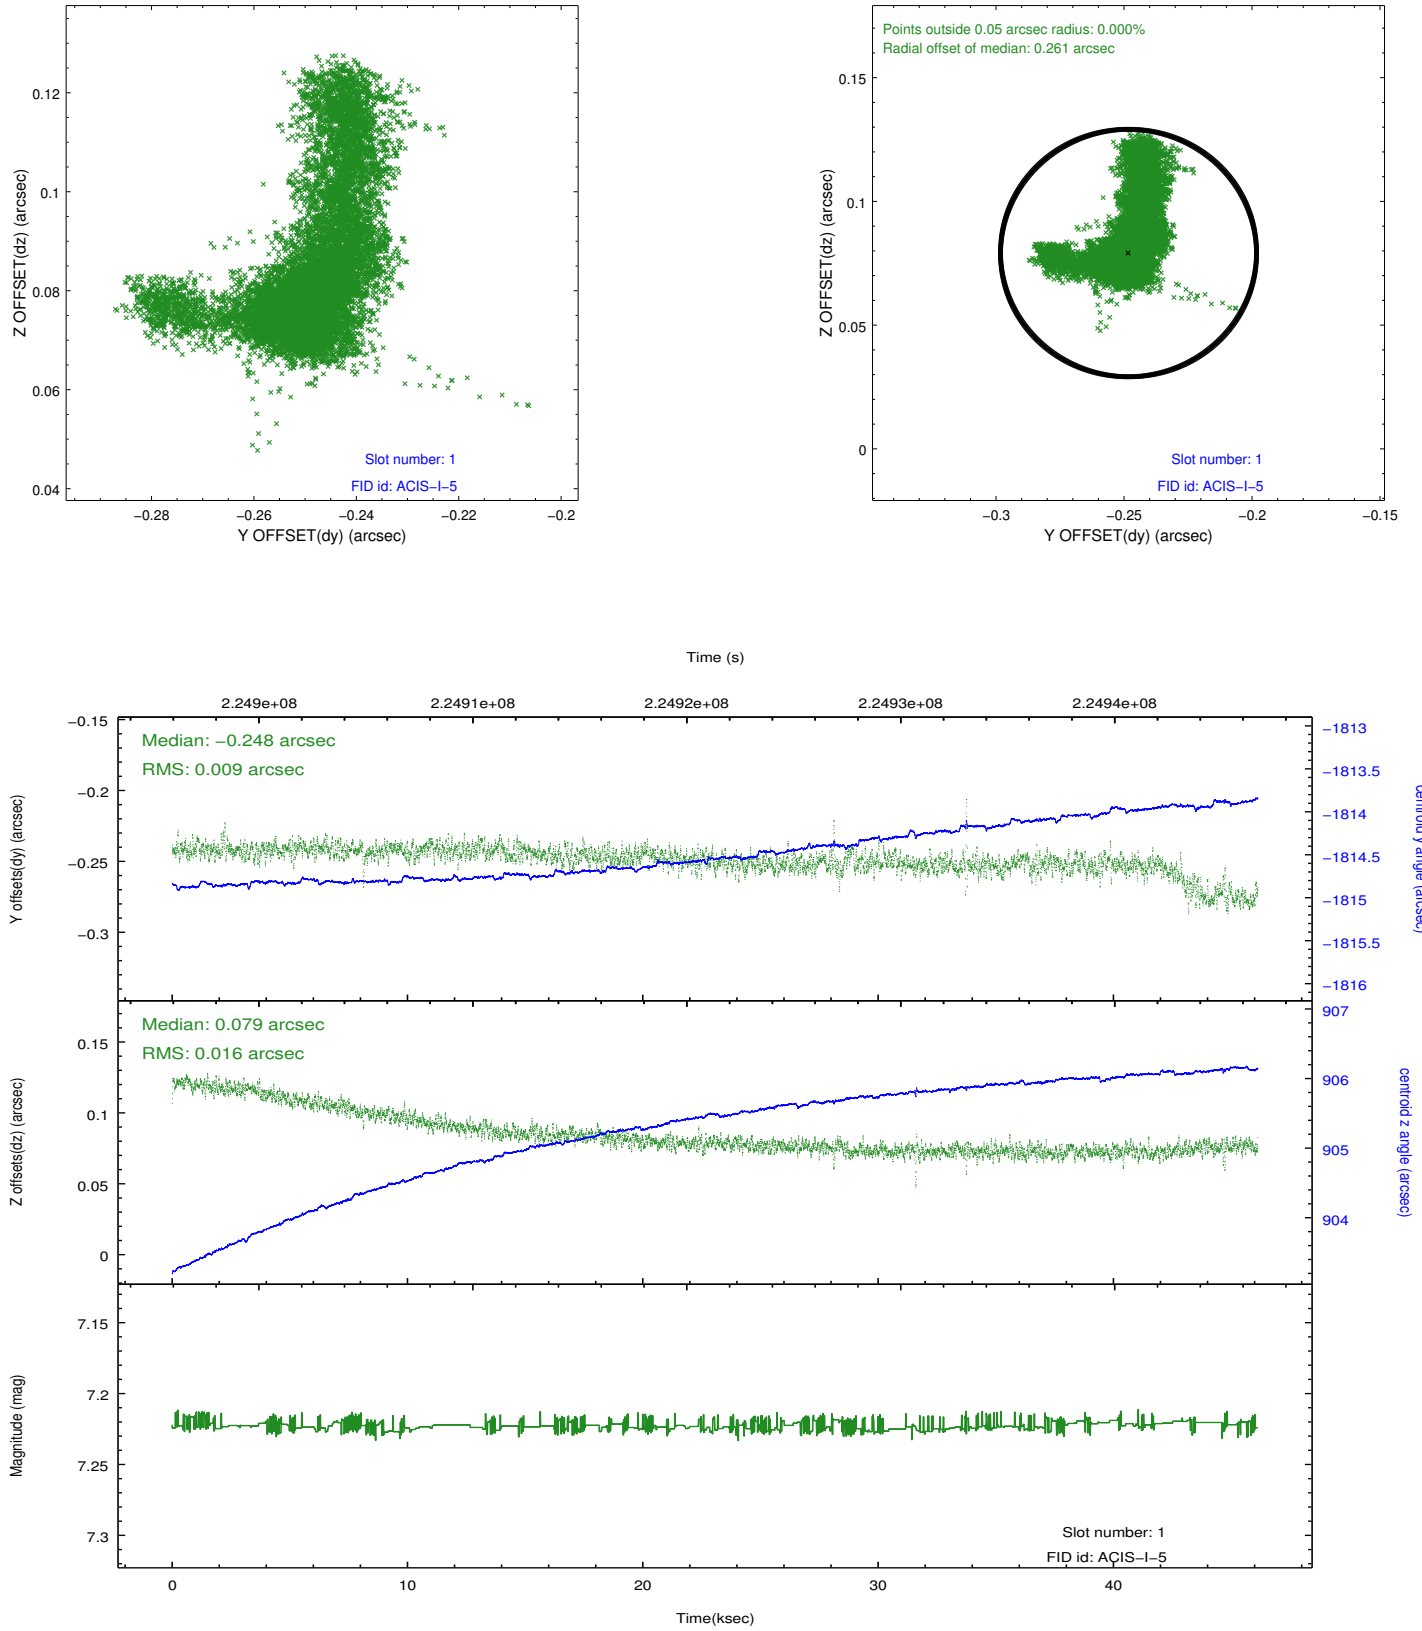 Z OFFSET(dz) (arcsec)
0.12
0.1
0.08
0.06
0.04
−0.28
−0.26
−0.24
−0.22
−0.2
Y OFFSET(dy) (arcsec)
Slot number: 1
FID id: ACIS−I−5
Points outside 0.05 arcsec radius: 0.000%
Radial offset of median: 0.261 arcsec
Z OFFSET(dz) (arcsec)
0.15
0.1
0.05
0
−0.3
−0.25
−0.2
−0.15
Y OFFSET(dy) (arcsec)
Slot number: 1
FID id: ACIS−I−5
Time (s)
2.249e+08
2.2491e+08
2.2492e+08
2.2493e+08
2.2494e+08
Y offsets(dy) (arcsec)
−0.15
−0.2
−0.25
−0.3
Median: −0.248 arcsec
RMS: 0.009 arcsec
−1813
−1813.5
−1814
−1814.5
−1815
−1815.5
−1816
centroid y angle (arcsec)
Z offsets(dz) (arcsec)
0.15
0.1
0.05
0
Median: 0.079 arcsec
RMS: 0.016 arcsec
907
906
905
904
centroid z angle (arcsec)
Magnitude (mag)
7.15
7.2
7.25
7.3
Slot number: 1
FID id: ACIS−I−5
0
10
20
30
40
Time(ksec)